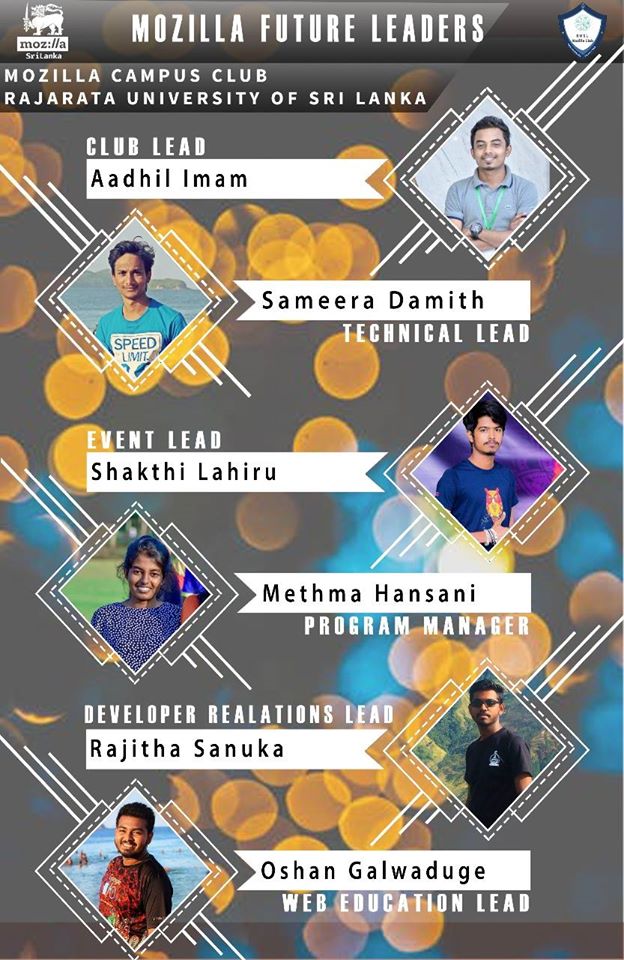 moz://a
SriLanka
MOZILLA FUTURE LEADERS
MOZILLA CAMPUS CLUB
RAJARATA UNIVERSITY OF SRI LANKA
CLUB LEAD
Aadhil Imam
Sameera Damith
TECHNICAL LEAD
SPEED
LIMIT
EVENT LEAD
Shakthi Lahiru
Methma Hansani
PROGRAM MANAGER
DEVELOPER REALATIONS LEAD
Rajitha Sanuka
Oshan Galwaduge
WEB EDUCATION LEAD